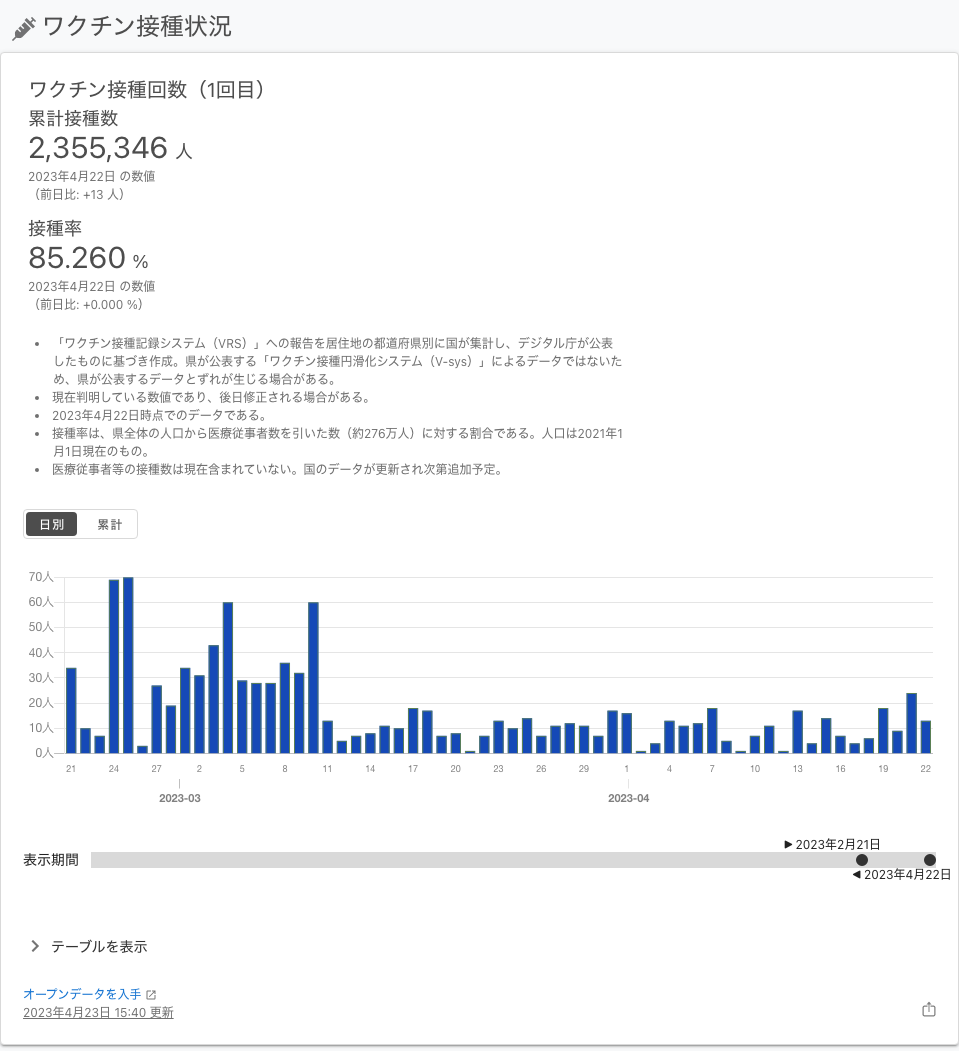 ワクチン接種状況
ワクチン接種回数（1回目）
累計接種数
2,355,346 人
2023年4月22日 の数値
（前日比: +13 人）
接種率
85.260 %
2023年4月22日 の数値
（前日比: +0.000 %）
• 「ワクチン接種記録システム（VRS）」への報告を居住地の都道府県別に国が集計し、デジタル庁が公表
したものに基づき作成。県が公表する「ワクチン接種円滑化システム（V-sys）」によるデータではないた
め、県が公表するデータとずれが生じる場合がある。
• 現在判明している数値であり、後日修正される場合がある。
• 2023年4月22日時点でのデータである。
• 接種率は、県全体の人口から医療従事者数を引いた数（約276万人）に対する割合である。人口は2021年1
月1日現在のもの。
• 医療従事者等の接種数は現在含まれていない。国のデータが更新され次第追加予定。
日別 累計
70人
60人
50人
40人
30人
20人
10人
0人
21 24 27 2 5 8 11 14 17 20 23 26 29 1 4 7 10 13 16 19 22
2023-03 2023-04
▶ 2023年2月21日
表示期間
◀ 2023年4月22日
テーブルを表示
オープンデータを入手
2023年4月23日 15:40 更新